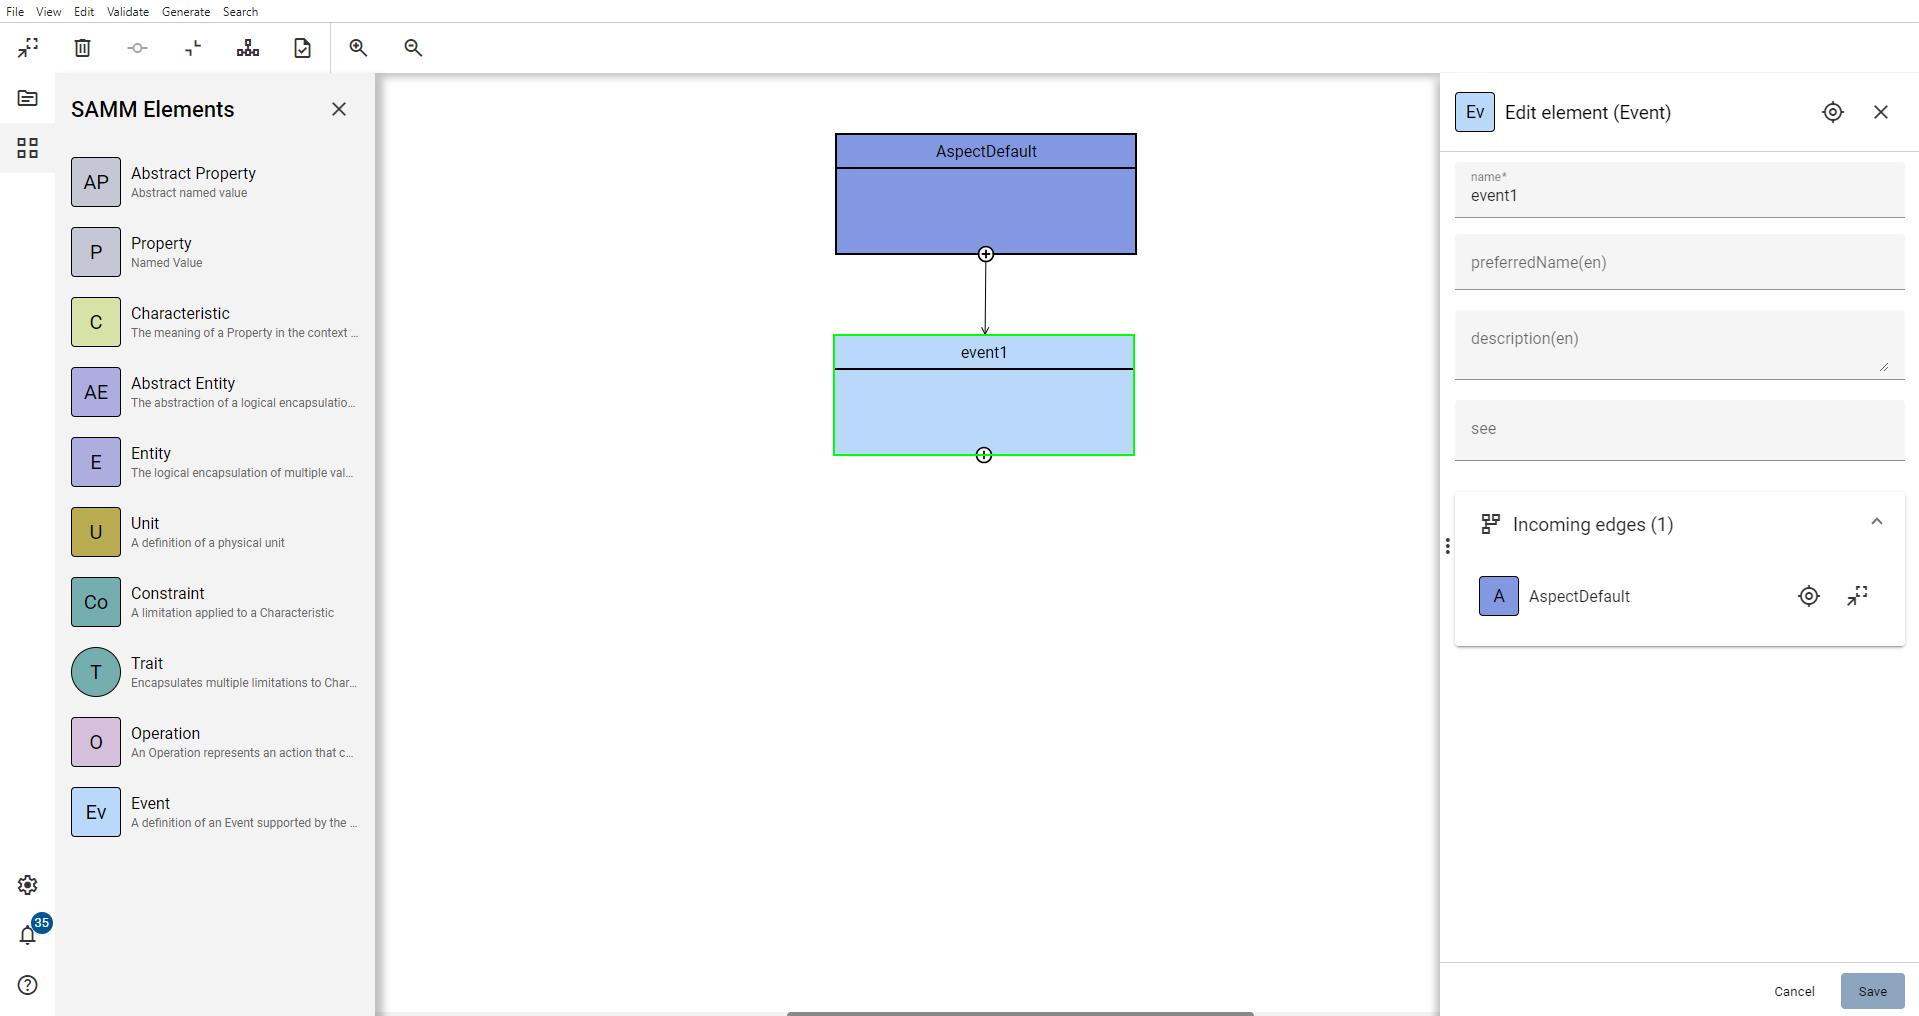 File View Edit Validate Generate Search
SAMM Elements
AP
Abstract Property
Abstract named value
P
Property
Named Value
C
Characteristic
The meaning of a Property in the context ...
AE
Abstract Entity
The abstraction of a logical encapsulatio...
E
Entity
The logical encapsulation of multiple val...
U
Unit
A definition of a physical unit
Co
Constraint
A limitation applied to a Characteristic
T
Trait
Encapsulates multiple limitations to Char...
O
Operation
An Operation represents an action that c...
Ev
Event
A definition of an Event supported by the ...
35
AspectDefault
event1
Ev
Edit element (Event)
name*
event1
preferredName(en)
description(en)
see
Incoming edges (1)
A
AspectDefault
Cancel
Save